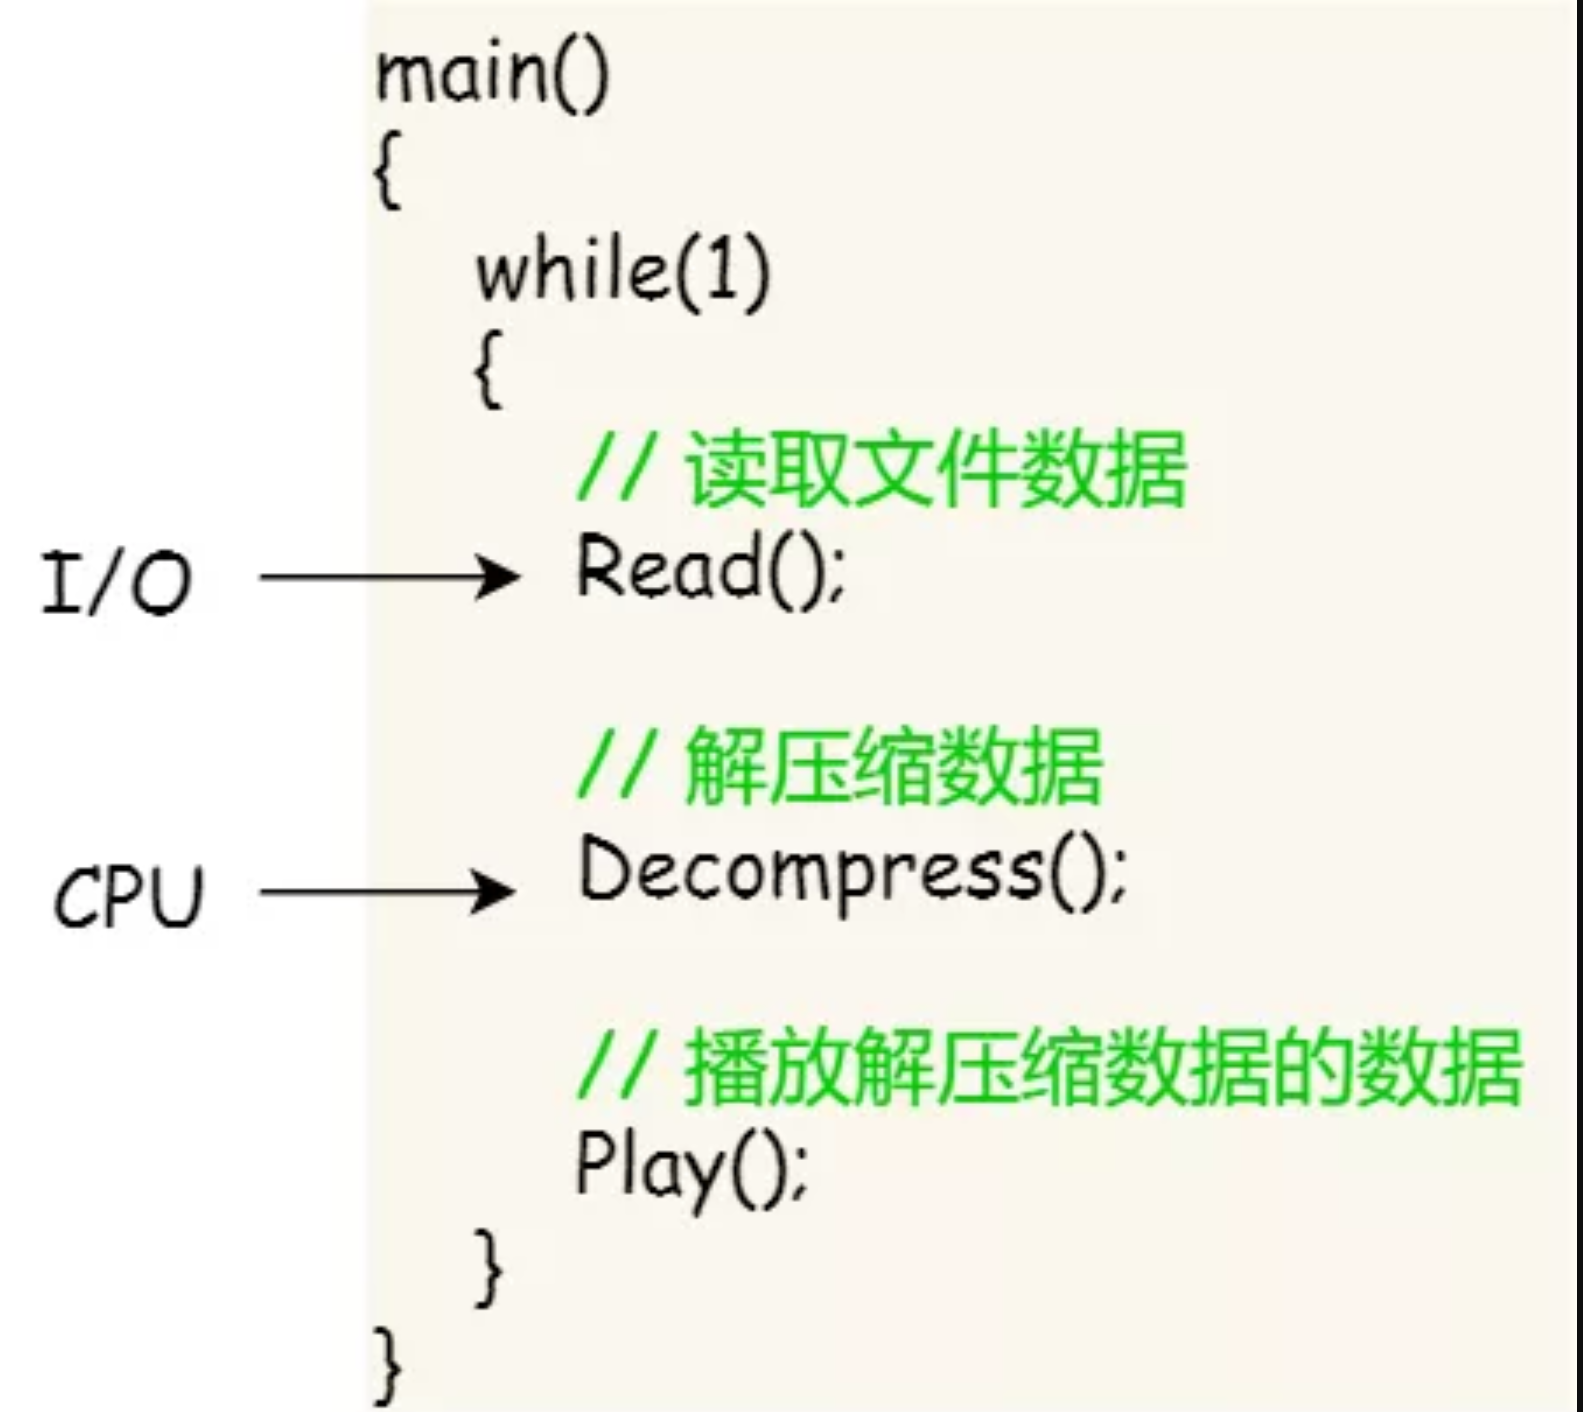 main()
{
while(1)
{
// 读取文件数据
I/O Read();
// 解压缩数据
CPU Decompress();
// 播放解压缩数据的数据
Play();
}
}